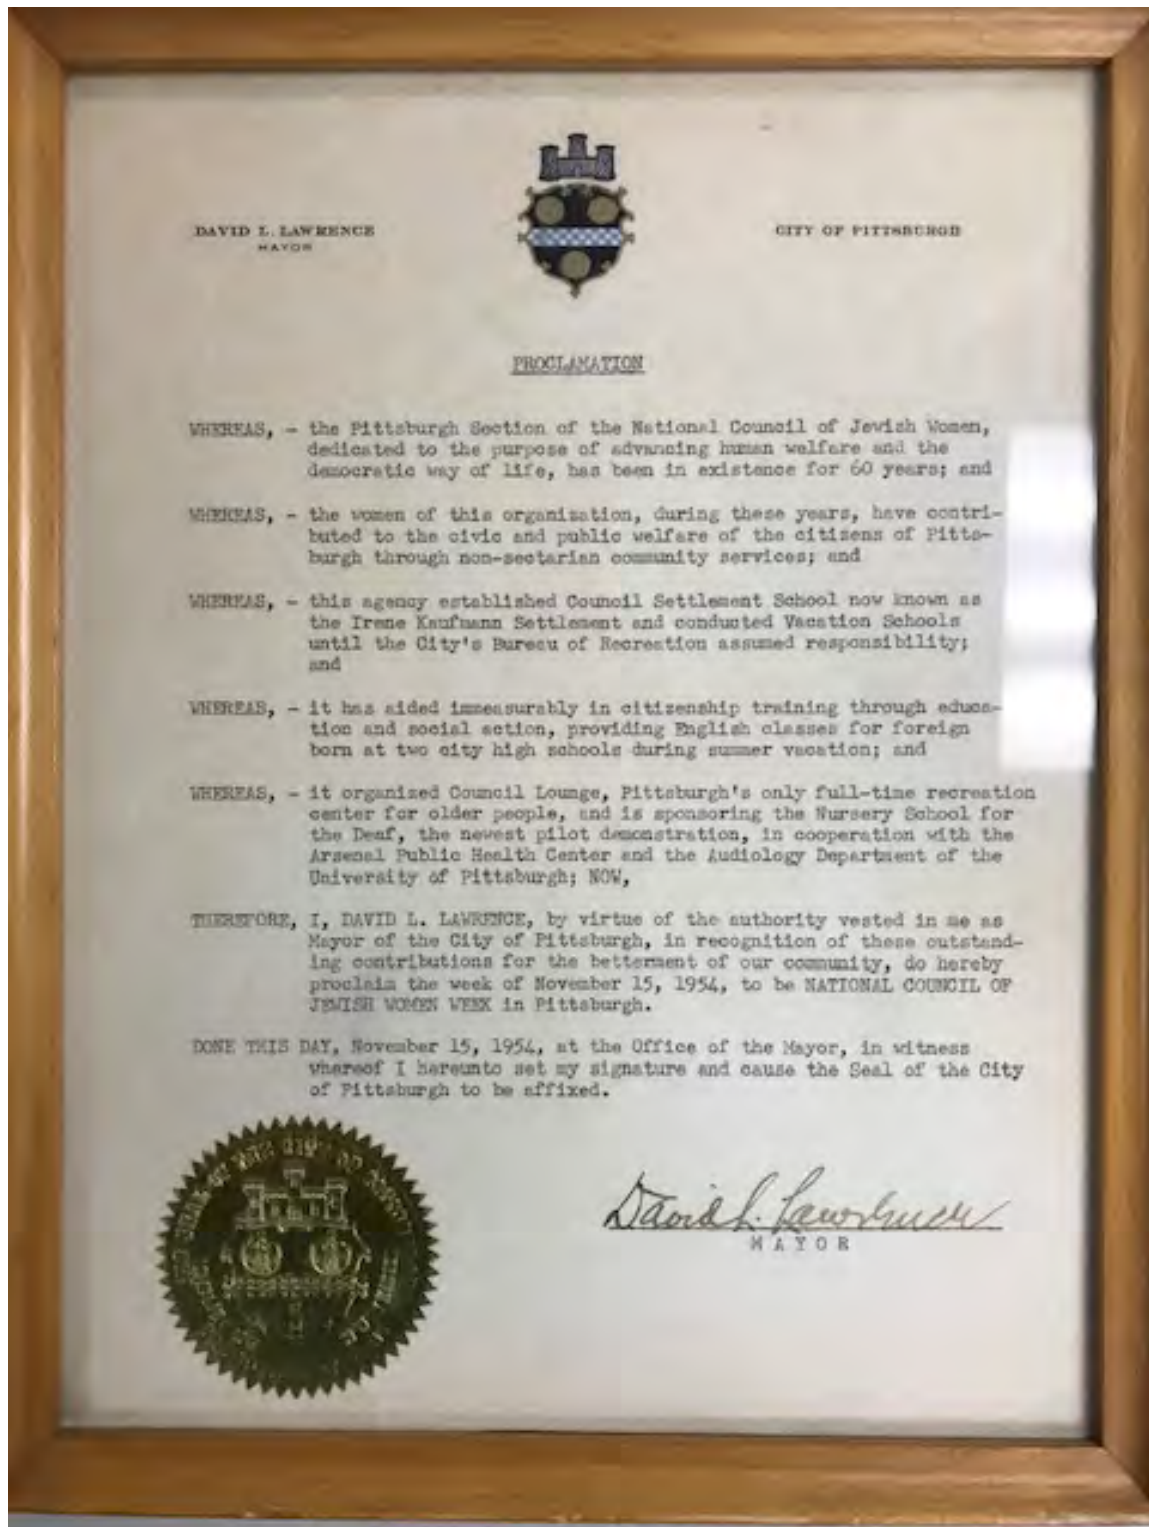 DAVID L. LAWRENCE
MAYOR
CITY OF PITTSBURGH
PROCLAMATION
WHEREAS, - the Pittsburgh Section of the National Council of Jewish Women,
dedicated to the purpose of advancing human welfare and the
democratic way of life, has been in existence for 60 years; and
WHEREAS, - the women of this organization, during these years, have contri-
buted to the civic and public welfare of the citizens of Pitts-
burgh through non-sectarian community services; and
WHEREAS, - this agency established Council Settlement School now known as
the Irene Kaufmann Settlement and conducted Vacation Schools
until the City's Bureau of Recreation assumed responsibility;
and
WHEREAS, - it has aided immeasurably in citizenship training through educa-
tion and social action, providing English classes for foreign
born at two city high schools during summer vacation; and
WHEREAS, - it organized Council Lounge, Pittsburgh's only full-time recreation
center for older people, and is sponsoring the Nursery School for
the Deaf, the newest pilot demonstration, in cooperation with the
Arsenal Public Health Center and the Audiology Department of the
University of Pittsburgh; NOW,
THEREFORE, I, DAVID L. LAWRENCE, by virtue of the authority vested in me as
Mayor of the City of Pittsburgh, in recognition of these outstand-
ing contributions for the betterment of our community, do hereby
proclaim the week of November 15, 1954, to be NATIONAL COUNCIL OF
JEWISH WOMEN WEEK in Pittsburgh.
DONE THIS DAY, November 15, 1954, at the Office of the Mayor, in witness
whereof I hereunto set my signature and cause the Seal of the City
of Pittsburgh to be affixed.
David L. Lawrence
MAYOR